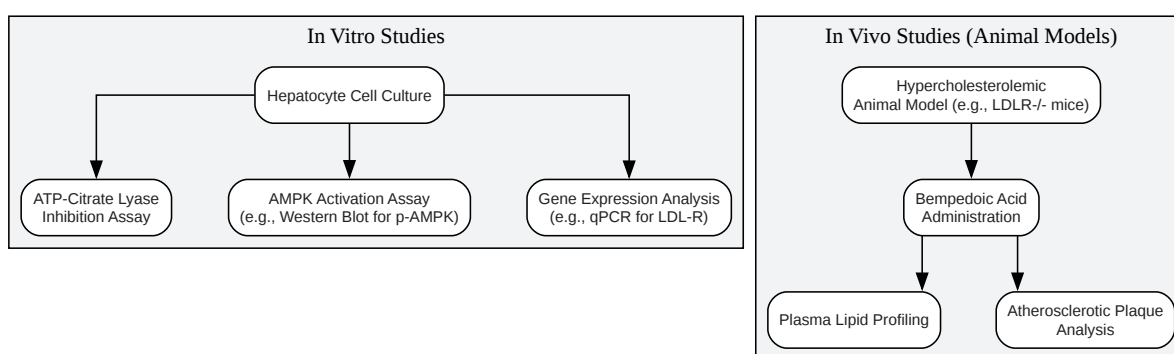 In Vitro Studies
Hepatocyte Cell Culture
ATP-Citrate Lyase
Inhibition Assay
AMPK Activation Assay
(e.g., Western Blot for p-AMPK)
Gene Expression Analysis
(e.g., qPCR for LDL-R)
In Vivo Studies (Animal Models)
Hypercholesterolemic
Animal Model (e.g., LDLR-/- mice)
Bempedoic Acid
Administration
Plasma Lipid Profiling
Atherosclerotic Plaque
Analysis